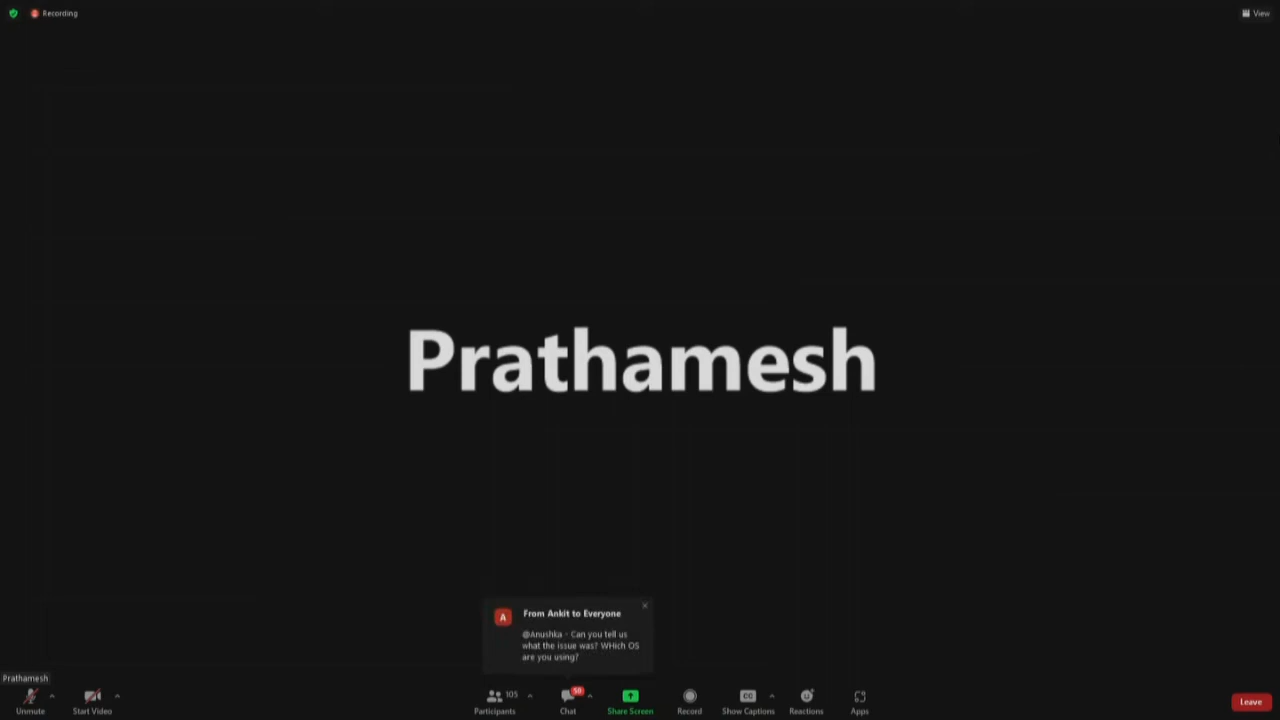 Recording
View
Prathamesh
A
From Ankit to Everyone
@Anushka - Can you tell us
what the issue was? WHich OS
are you using?
Prathamesh
Unmute
Start Video
105
Participants
50
Chat
Share Screen
Record
CC
Show Captions
Reactions
Apps
Leave